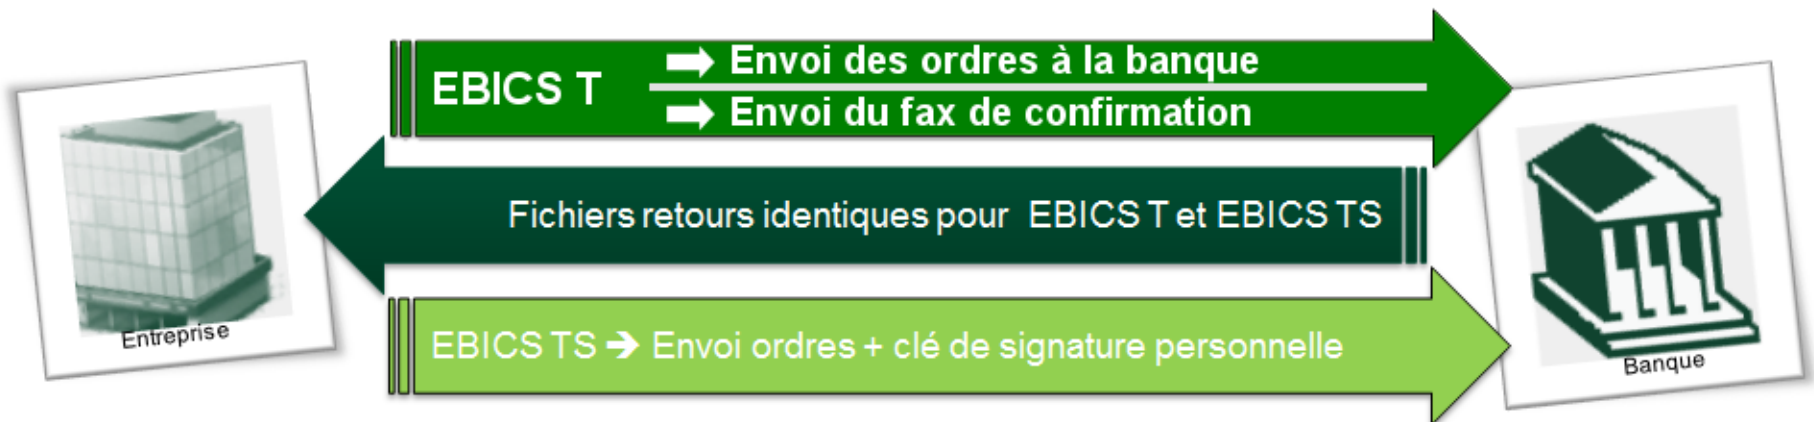 EBICS T
➡ Envoi des ordres à la banque
➡ Envoi du fax de confirmation
Fichiers retours identiques pour EBICS T et EBICS TS
EBICS TS ➔ Envoi ordres + clé de signature personnelle
Entreprise
Banque